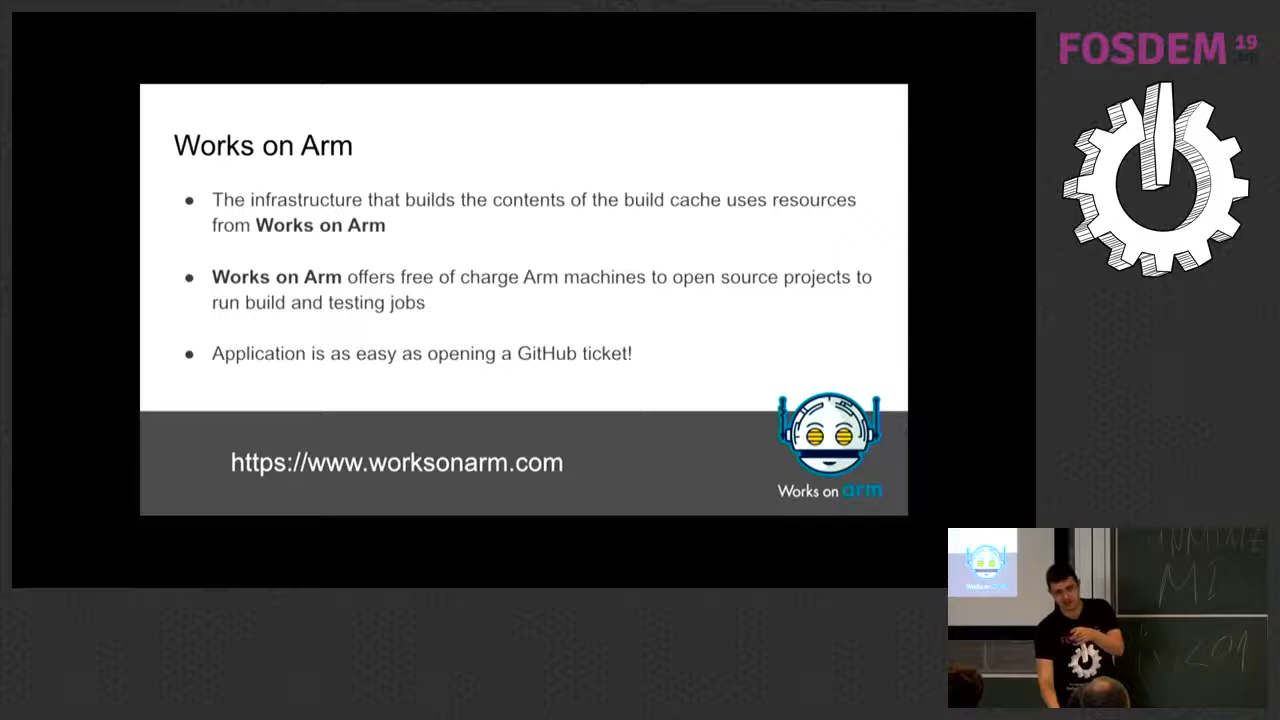 FOSDEM 19
Works on Arm
● The infrastructure that builds the contents of the build cache uses resources
from Works on Arm
● Works on Arm offers free of charge Arm machines to open source projects to
run build and testing jobs
● Application is as easy as opening a GitHub ticket!
https://www.worksonarm.com
Works on arm
MI